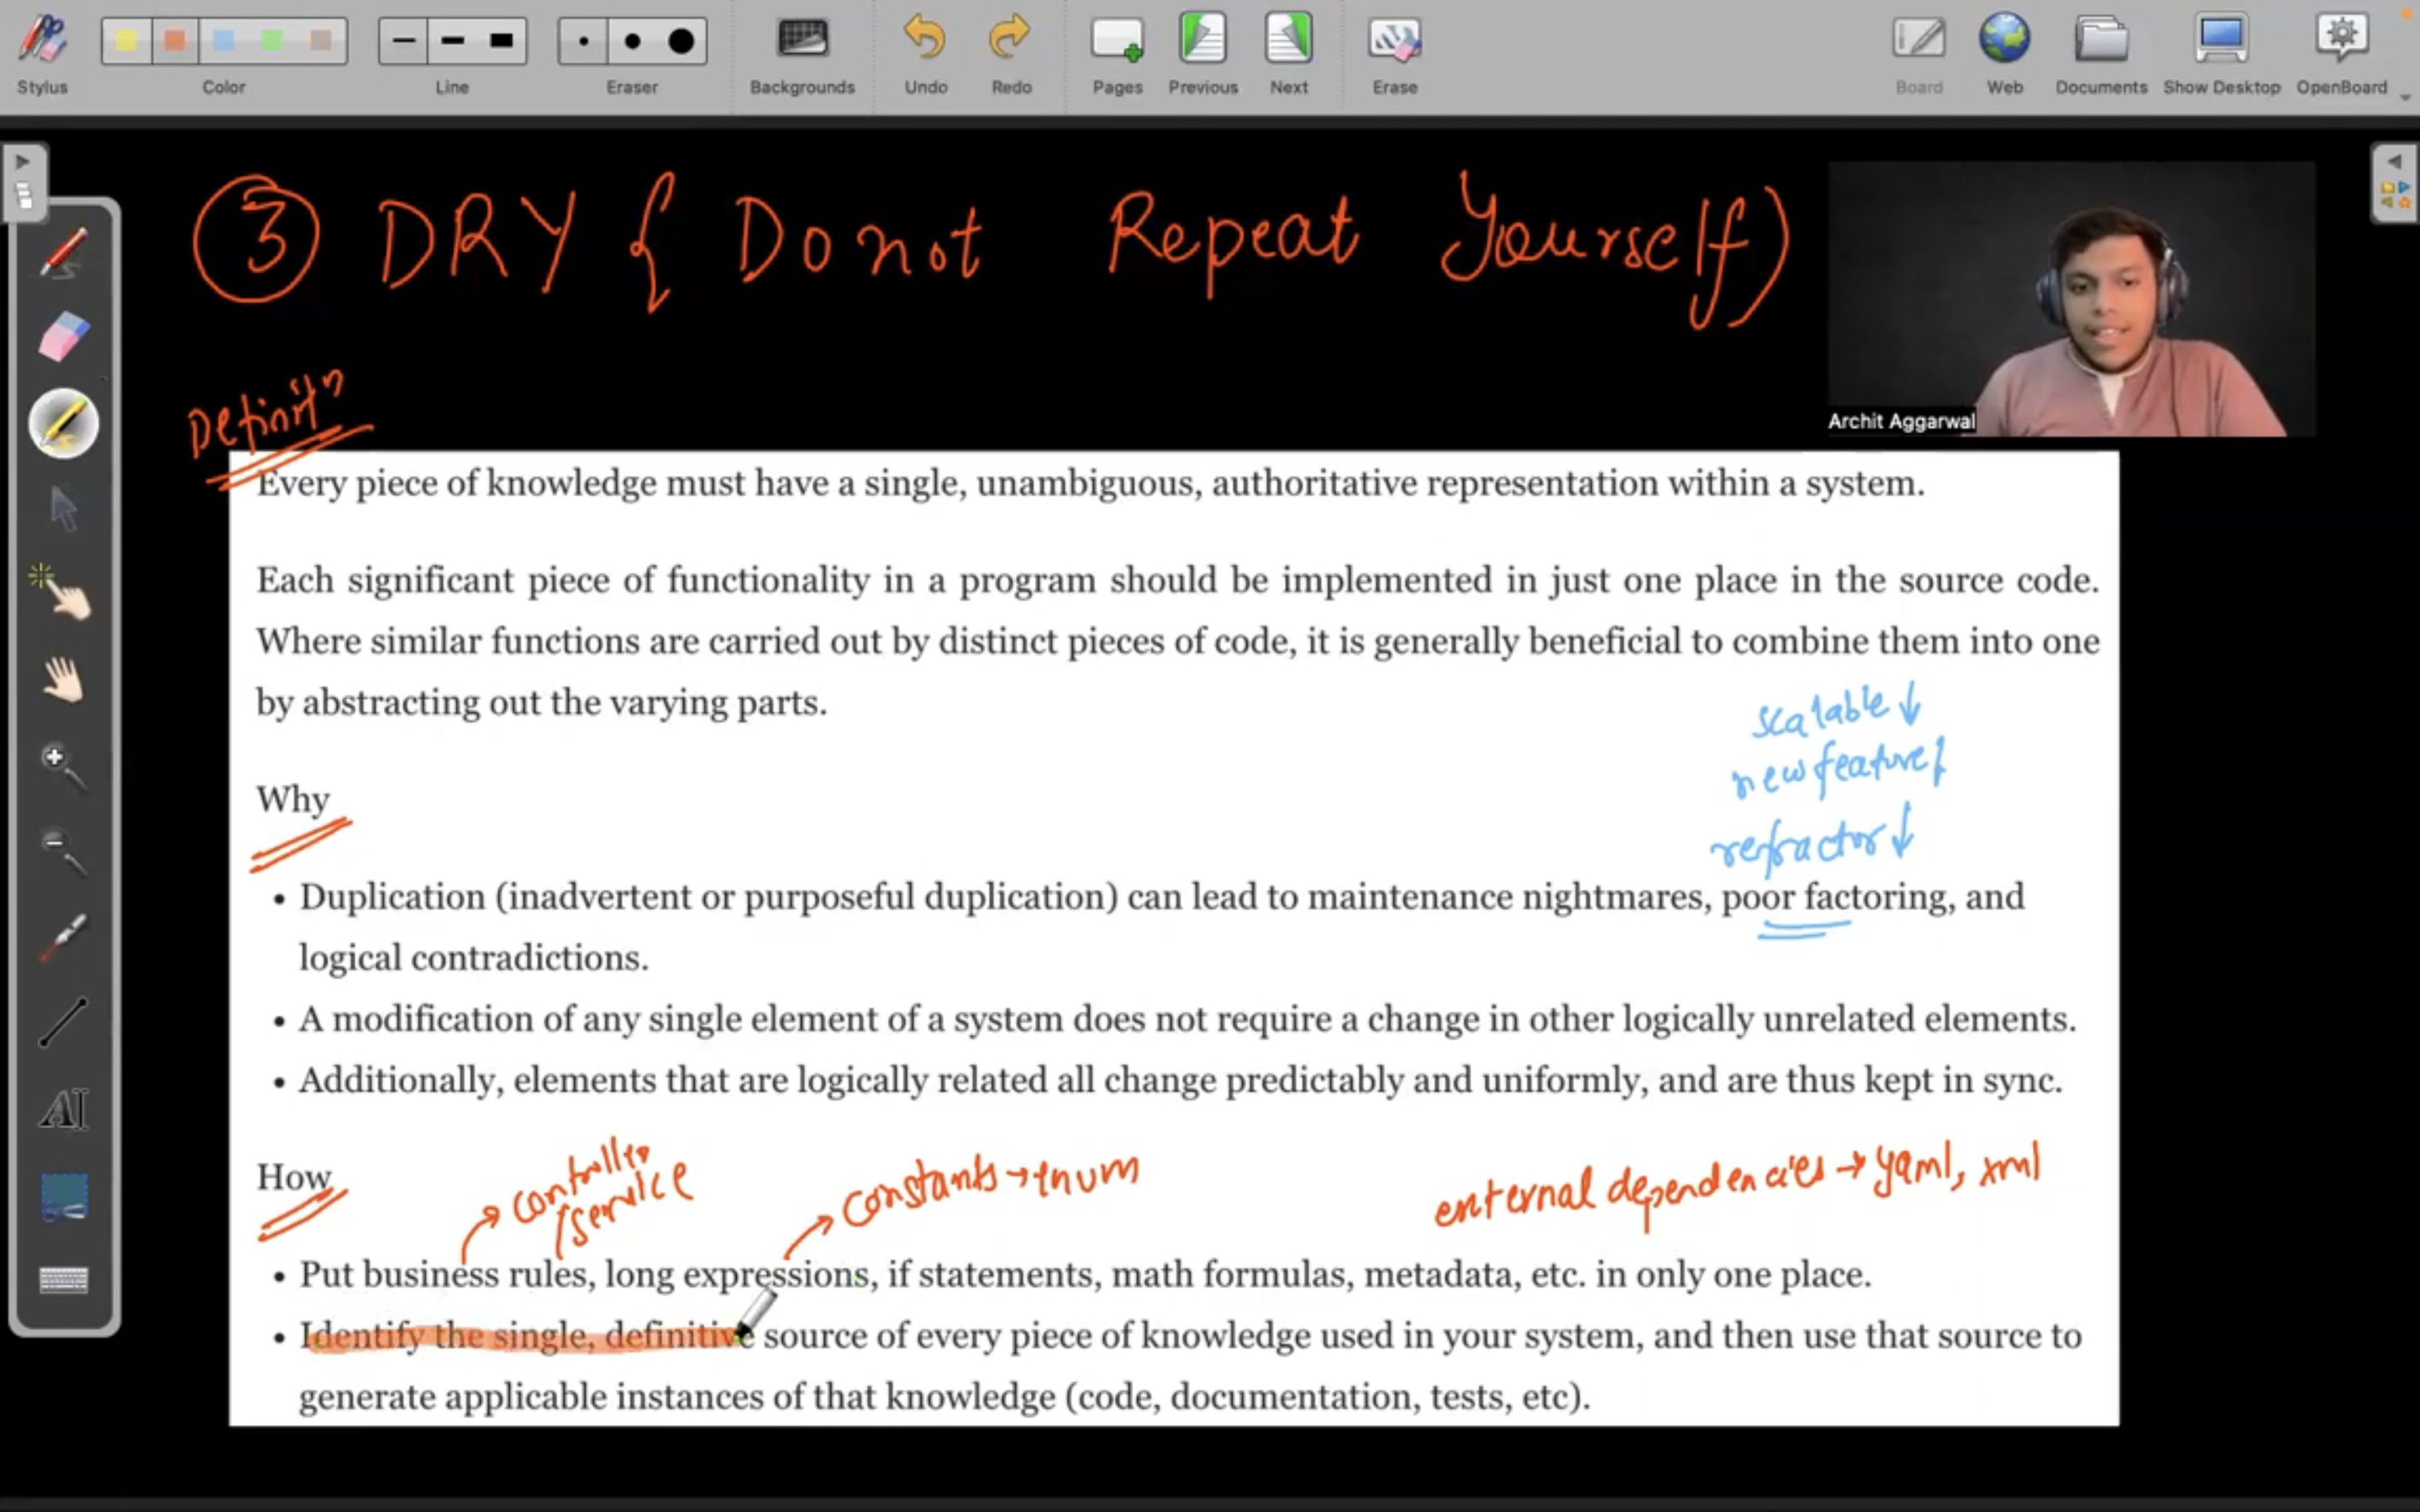 Stylus
Color
Line
Eraser
Backgrounds
Undo
Redo
Pages
Previous
Next
Erase
Board
Web
Documents
Show Desktop
OpenBoard
3 DRY { Do not Repeat Yourself)
Archit Aggarwal
Every piece of knowledge must have a single, unambiguous, authoritative representation within a system.
Each significant piece of functionality in a program should be implemented in just one place in the source code.
Where similar functions are carried out by distinct pieces of code, it is generally beneficial to combine them into one
by abstracting out the varying parts.
scalable ↓
new feature
refractor ↓
Why
• Duplication (inadvertent or purposeful duplication) can lead to maintenance nightmares, poor factoring, and
logical contradictions.
• A modification of any single element of a system does not require a change in other logically unrelated elements.
• Additionally, elements that are logically related all change predictably and uniformly, and are thus kept in sync.
How
controller
/service
constants → enum
external dependencies → yaml, xml
• Put business rules, long expressions, if statements, math formulas, metadata, etc. in only one place.
• Identify the single, definitive source of every piece of knowledge used in your system, and then use that source to
generate applicable instances of that knowledge (code, documentation, tests, etc).